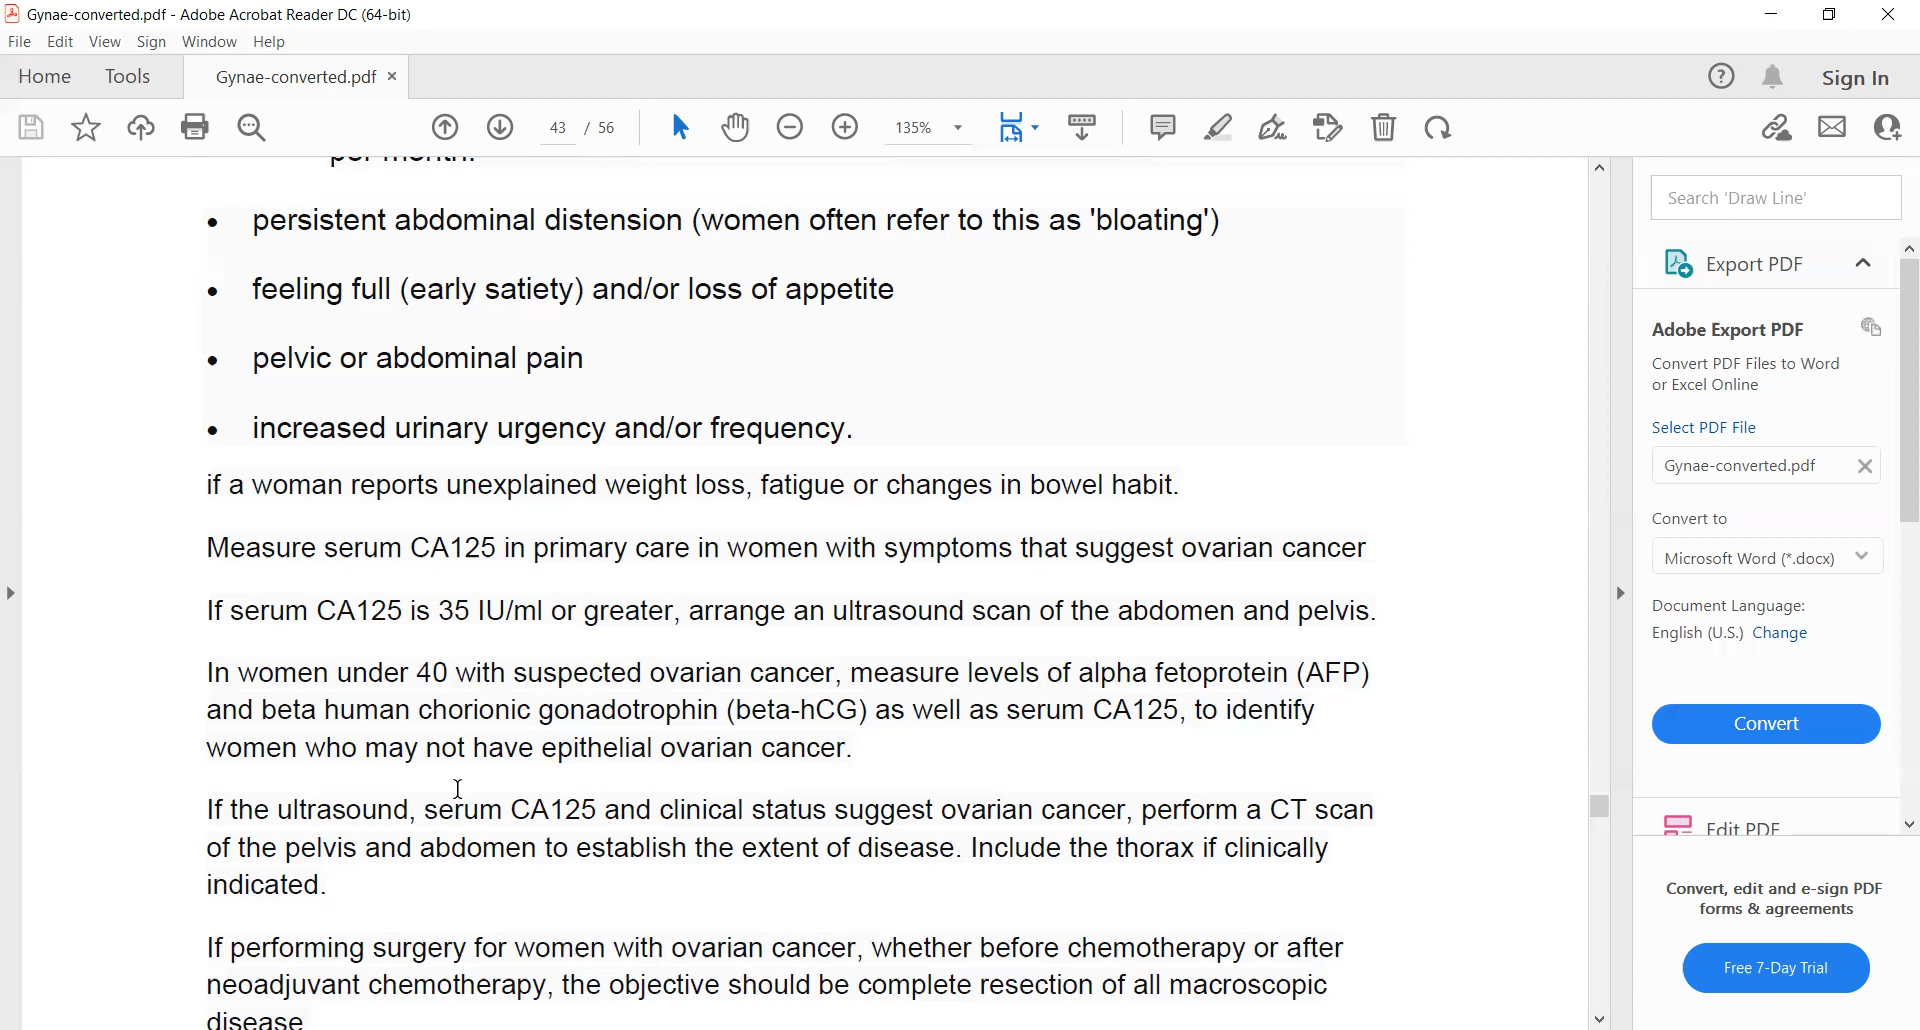 Gynae-converted.pdf - Adobe Acrobat Reader DC (64-bit)
File Edit View Sign Window Help
Home Tools Gynae-converted.pdf × Sign In
43 / 56 135%
per month.
• persistent abdominal distension (women often refer to this as 'bloating')
• feeling full (early satiety) and/or loss of appetite
• pelvic or abdominal pain
• increased urinary urgency and/or frequency.
if a woman reports unexplained weight loss, fatigue or changes in bowel habit.
Measure serum CA125 in primary care in women with symptoms that suggest ovarian cancer
If serum CA125 is 35 IU/ml or greater, arrange an ultrasound scan of the abdomen and pelvis.
In women under 40 with suspected ovarian cancer, measure levels of alpha fetoprotein (AFP)
and beta human chorionic gonadotrophin (beta-hCG) as well as serum CA125, to identify
women who may not have epithelial ovarian cancer.
If the ultrasound, serum CA125 and clinical status suggest ovarian cancer, perform a CT scan
of the pelvis and abdomen to establish the extent of disease. Include the thorax if clinically
indicated.
If performing surgery for women with ovarian cancer, whether before chemotherapy or after
neoadjuvant chemotherapy, the objective should be complete resection of all macroscopic
disease
Search 'Draw Line'
Export PDF
Adobe Export PDF
Convert PDF Files to Word
or Excel Online
Select PDF File
Gynae-converted.pdf
Convert to
Microsoft Word (*.docx)
Document Language:
English (U.S.) Change
Convert
Edit PDF
Convert, edit and e-sign PDF
forms & agreements
Free 7-Day Trial